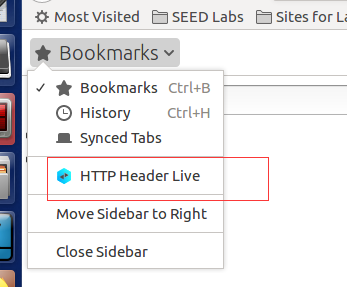 Most Visited SEED Labs Sites for La
Bookmarks
✓ Bookmarks Ctrl+B
History Ctrl+H
Synced Tabs
HTTP Header Live
Move Sidebar to Right
Close Sidebar